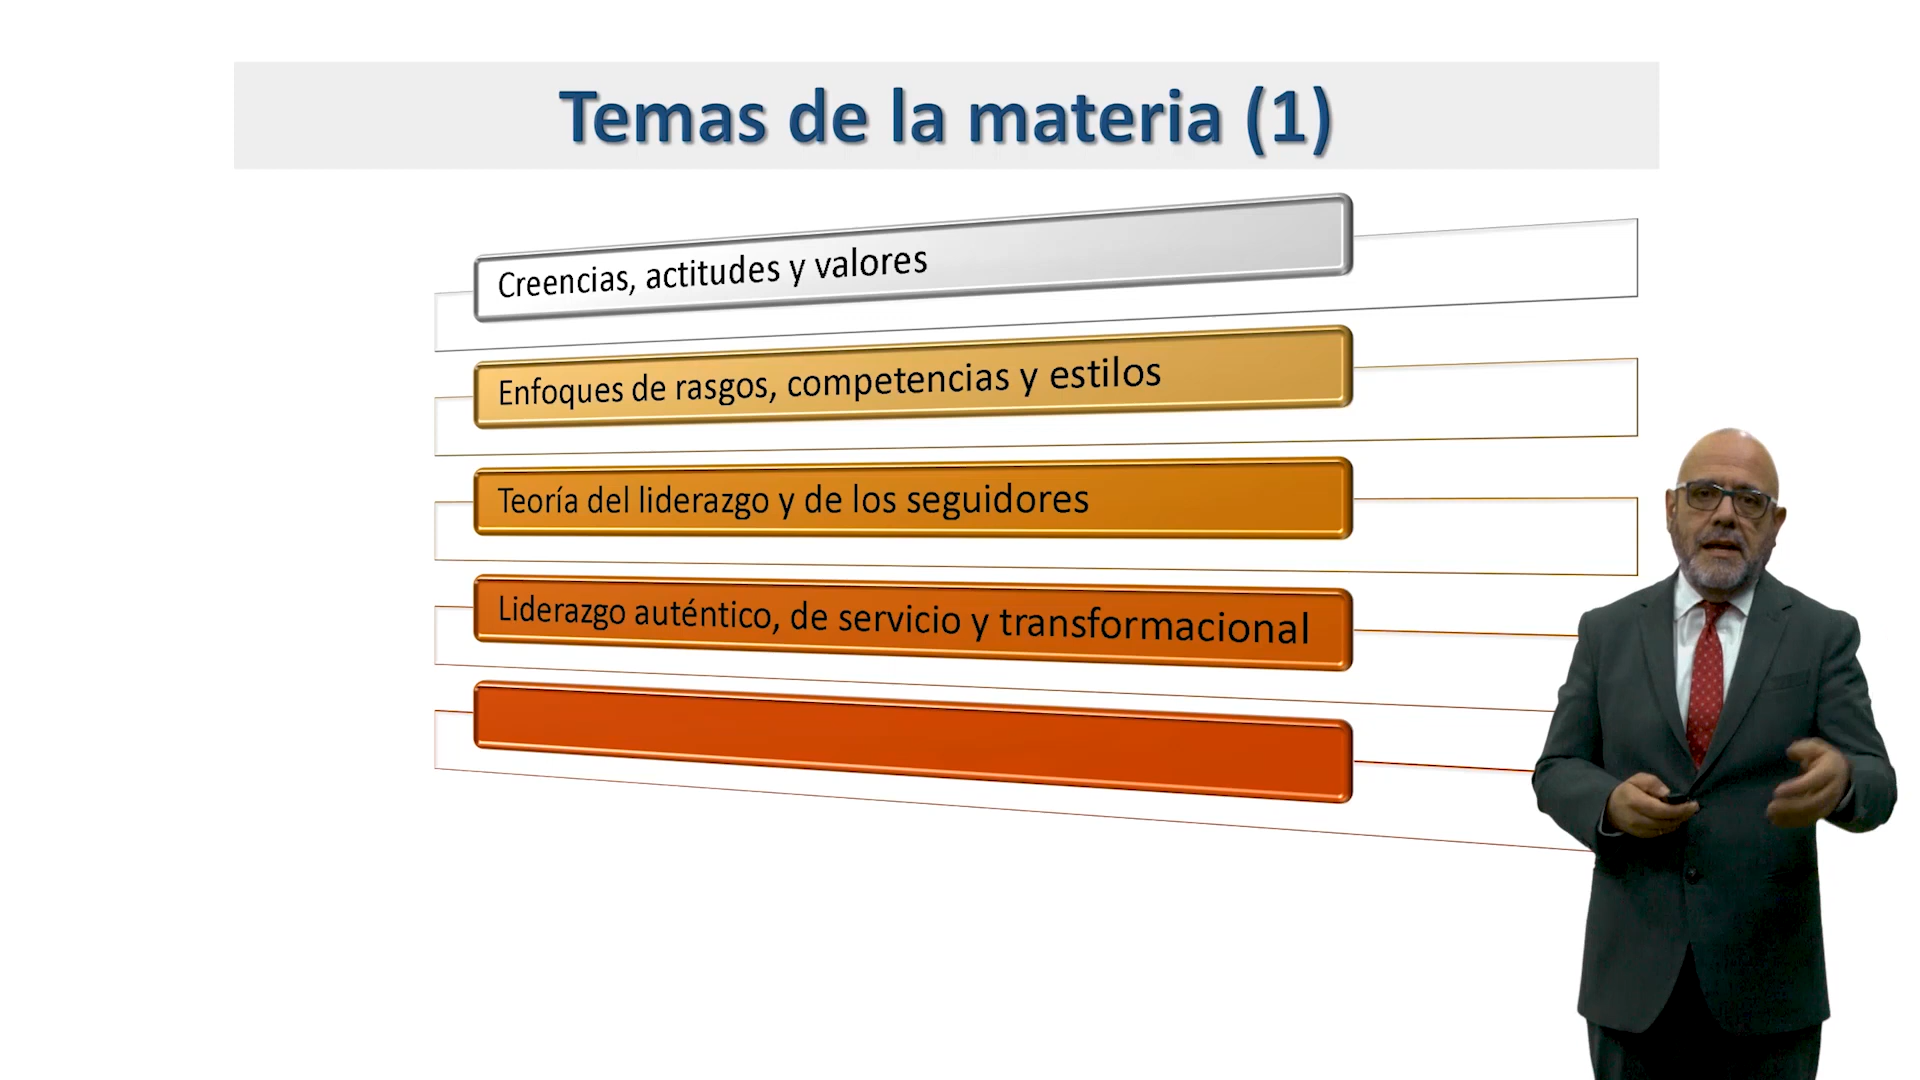 Temas de la materia (1)
Creencias, actitudes y valores
Enfoques de rasgos, competencias y estilos
Teoría del liderazgo y de los seguidores
Liderazgo auténtico, de servicio y transformacional